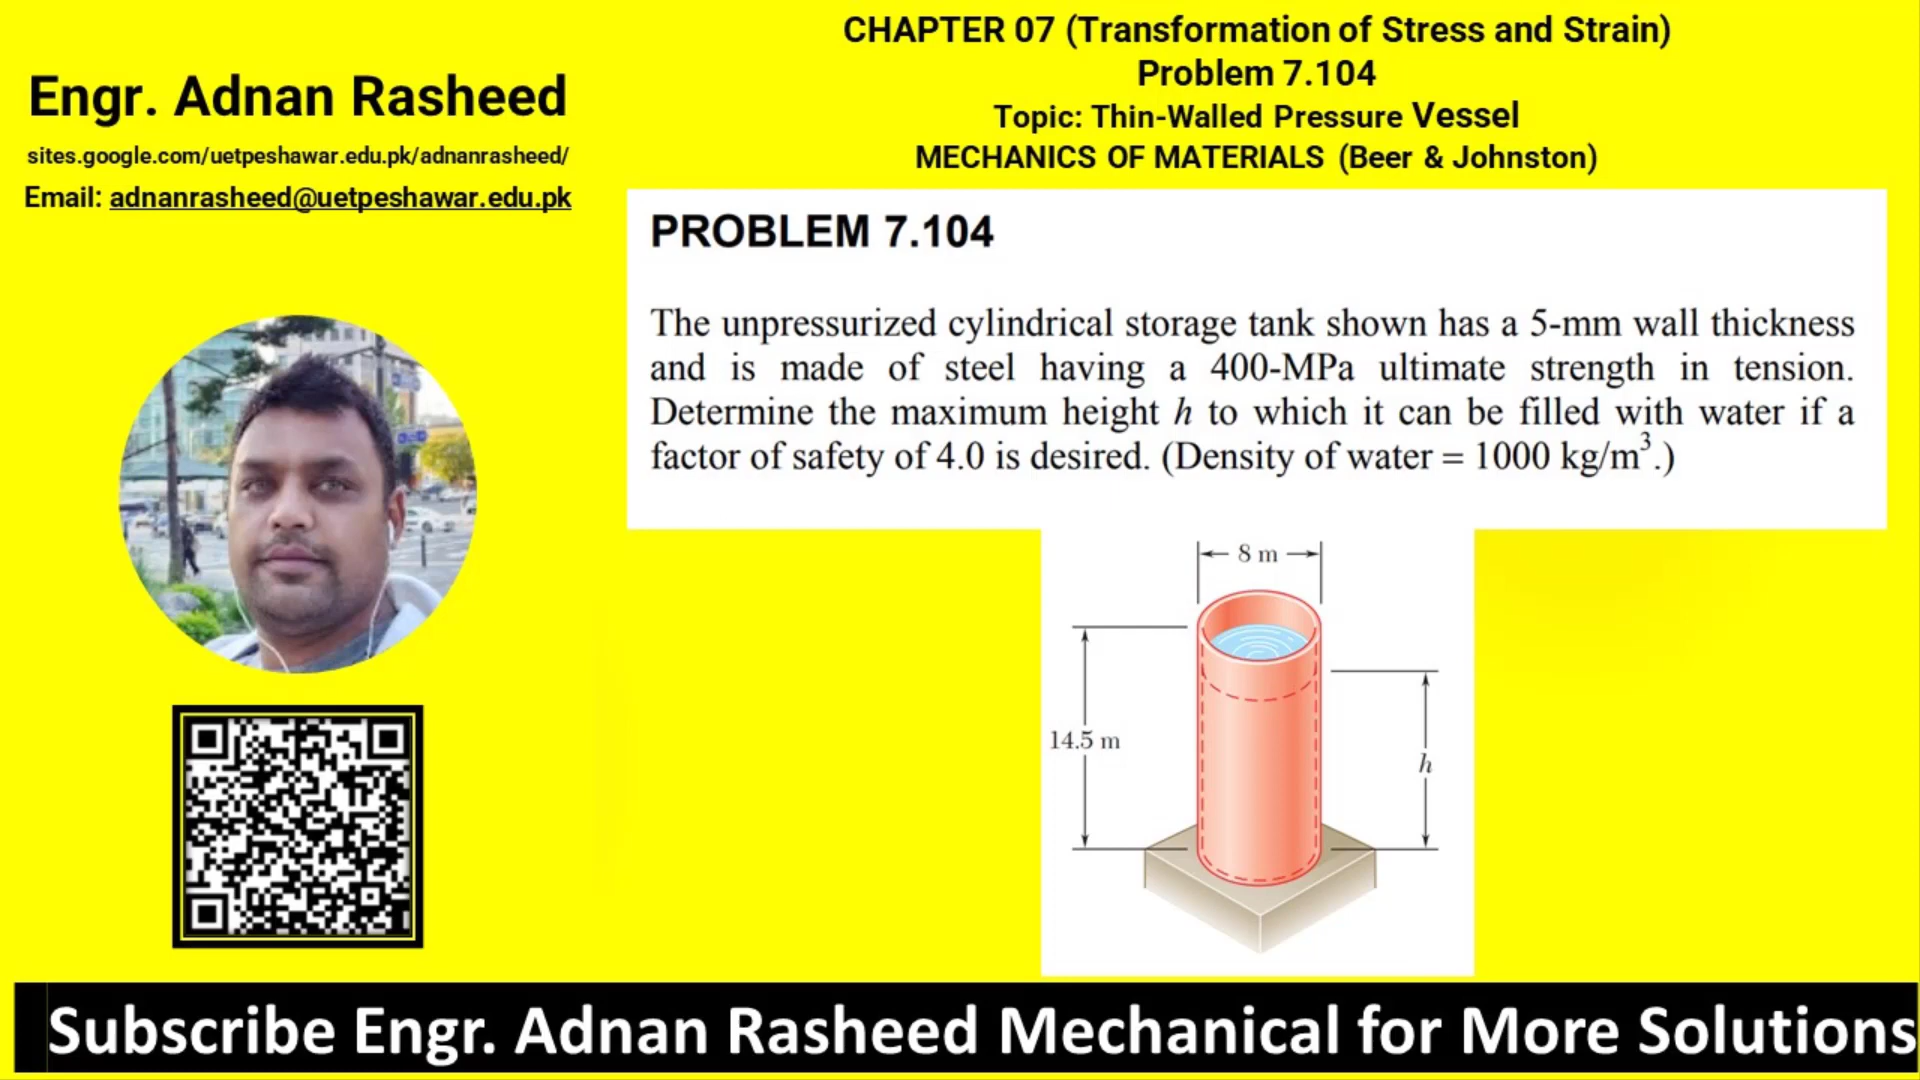 Engr. Adnan Rasheed
sites.google.com/uetpeshawar.edu.pk/adnanrasheed/
Email: adnanrasheed@uetpeshawar.edu.pk
CHAPTER 07 (Transformation of Stress and Strain)
Problem 7.104
Topic: Thin-Walled Pressure Vessel
MECHANICS OF MATERIALS (Beer & Johnston)
PROBLEM 7.104
The unpressurized cylindrical storage tank shown has a 5-mm wall thickness
and is made of steel having a 400-MPa ultimate strength in tension.
Determine the maximum height h to which it can be filled with water if a
factor of safety of 4.0 is desired. (Density of water = 1000 kg/m³.)
8 m
14.5 m
h
Subscribe Engr. Adnan Rasheed Mechanical for More Solutions